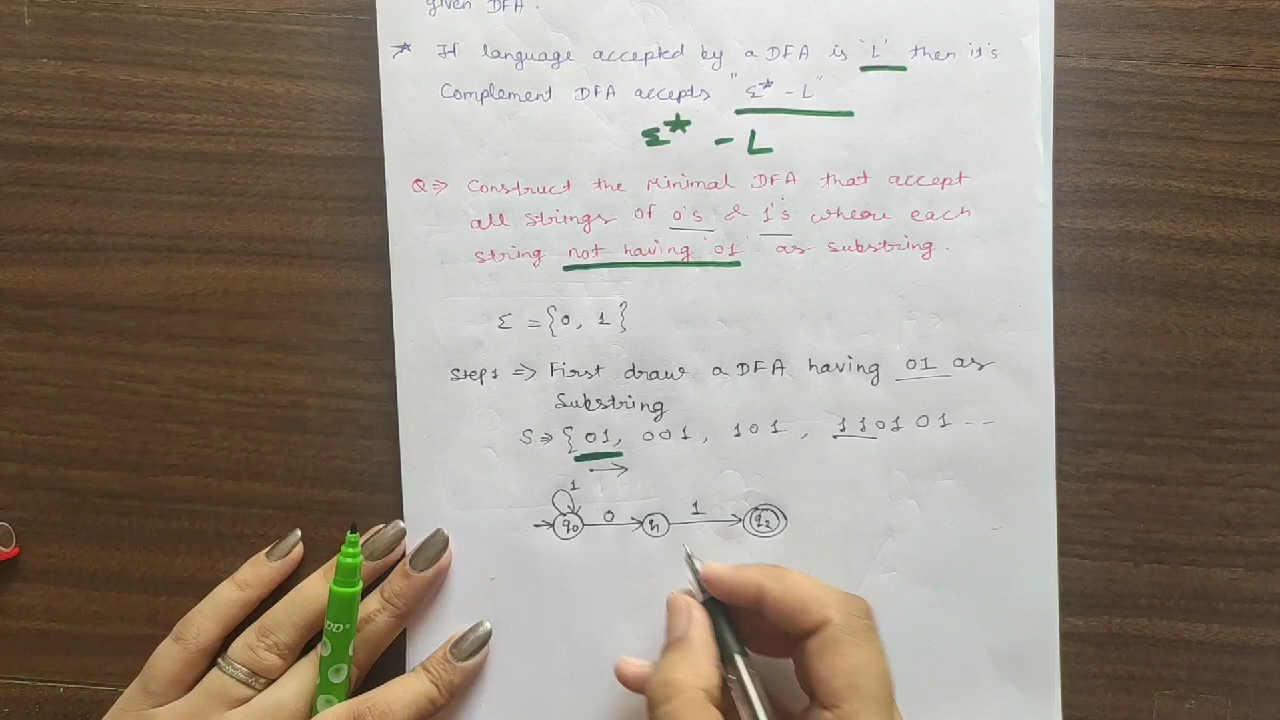 given DFA.
* If language accepted by a DFA is 'L' then it's
Complement DFA accepts "Σ* - L"
Σ* - L
Q⇒ Construct the Minimal DFA that accept
all strings of 0's & 1's where each
string not having '01' as substring.
Σ = {0, 1}
Step1 ⇒ First draw a DFA having 01 as
Substring
S⇒ {01, 001, 101, 110101--
1
q0 0 q1 1 q2
DD*